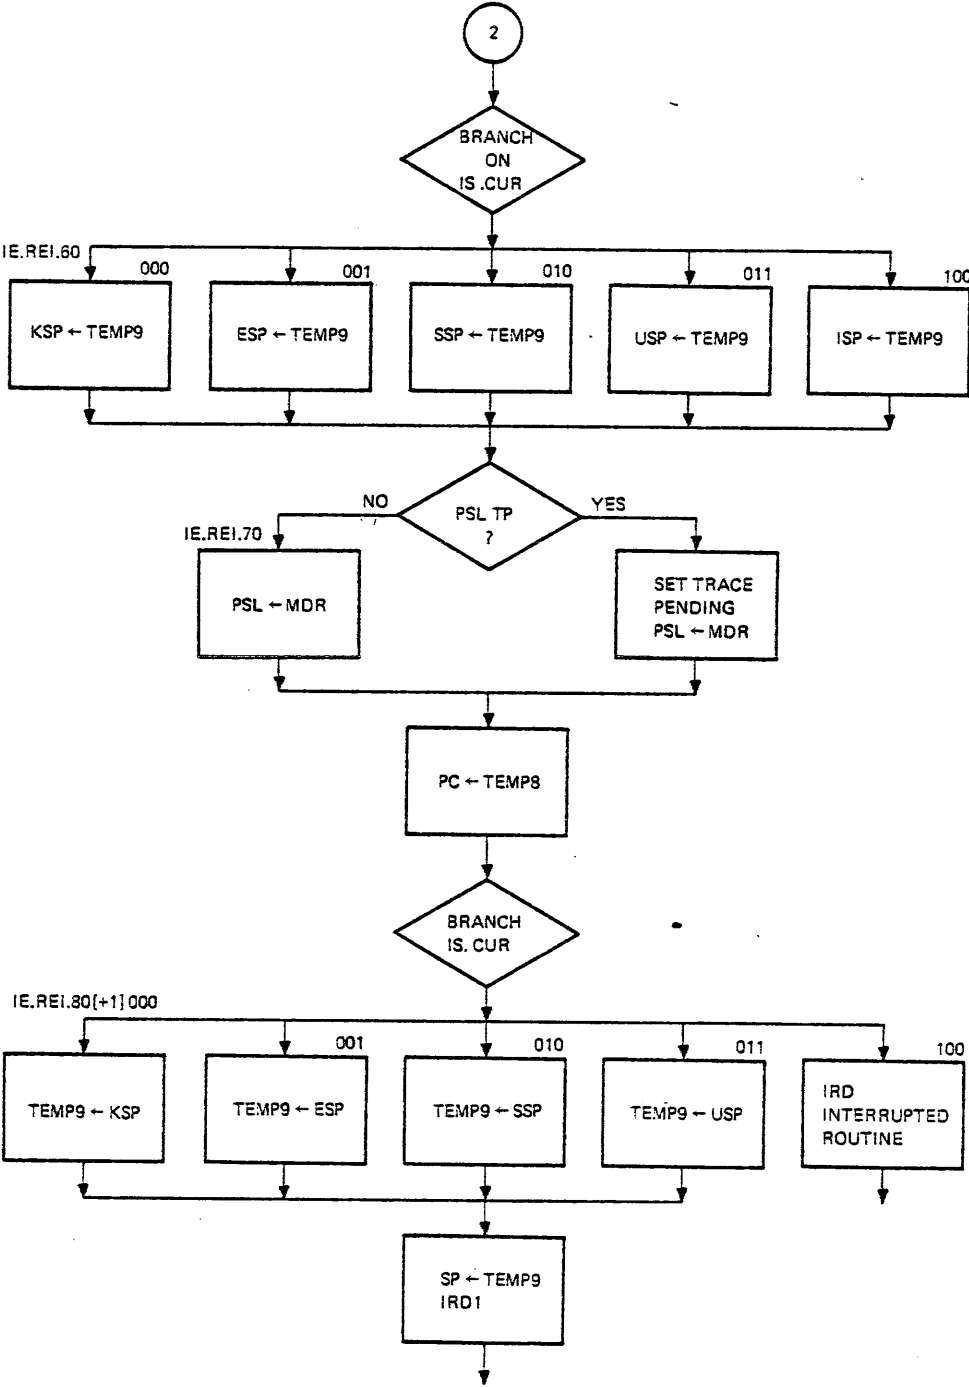 2
BRANCH
ON
IS.CUR
IE.REI.60
000
001
010
011
100
KSP ← TEMP9
ESP ← TEMP9
SSP ← TEMP9
USP ← TEMP9
ISP ← TEMP9
NO
PSL TP
?
YES
IE.REI.70
PSL ← MDR
SET TRACE
PENDING
PSL ← MDR
PC ← TEMP8
BRANCH
IS. CUR
IE.REI.80[+1] 000
001
010
011
100
TEMP9 ← KSP
TEMP9 ← ESP
TEMP9 ← SSP
TEMP9 ← USP
IRD
INTERRUPTED
ROUTINE
SP ← TEMP9
IRD1